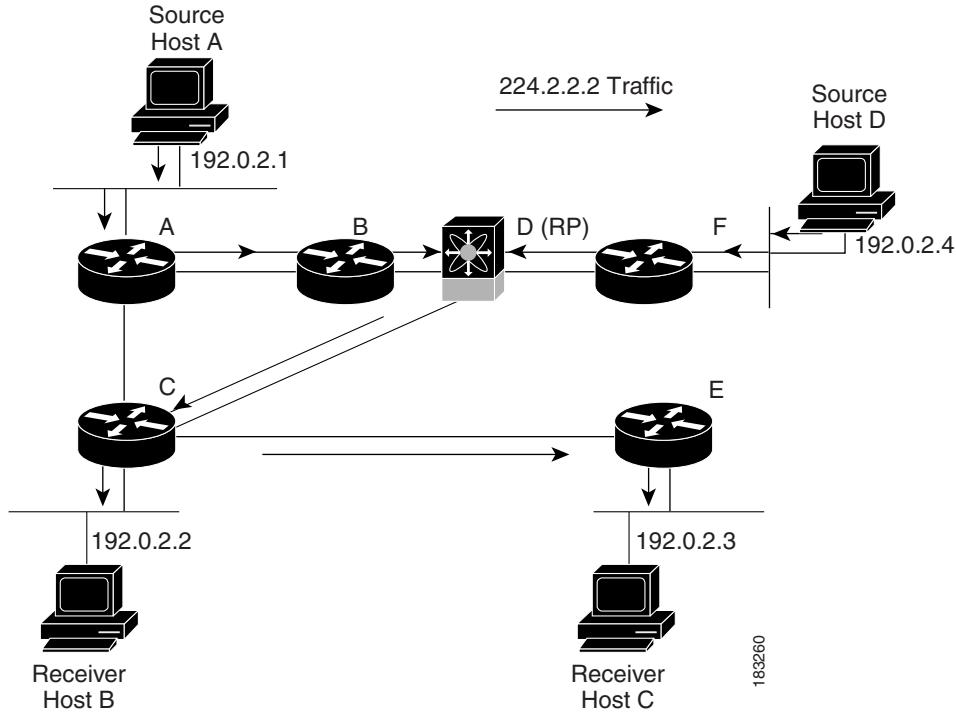 Source
Host A
224.2.2.2 Traffic
Source
Host D
192.0.2.1
A
B
D (RP)
F
192.0.2.4
C
E
192.0.2.2
192.0.2.3
Receiver
Host B
Receiver
Host C
183260